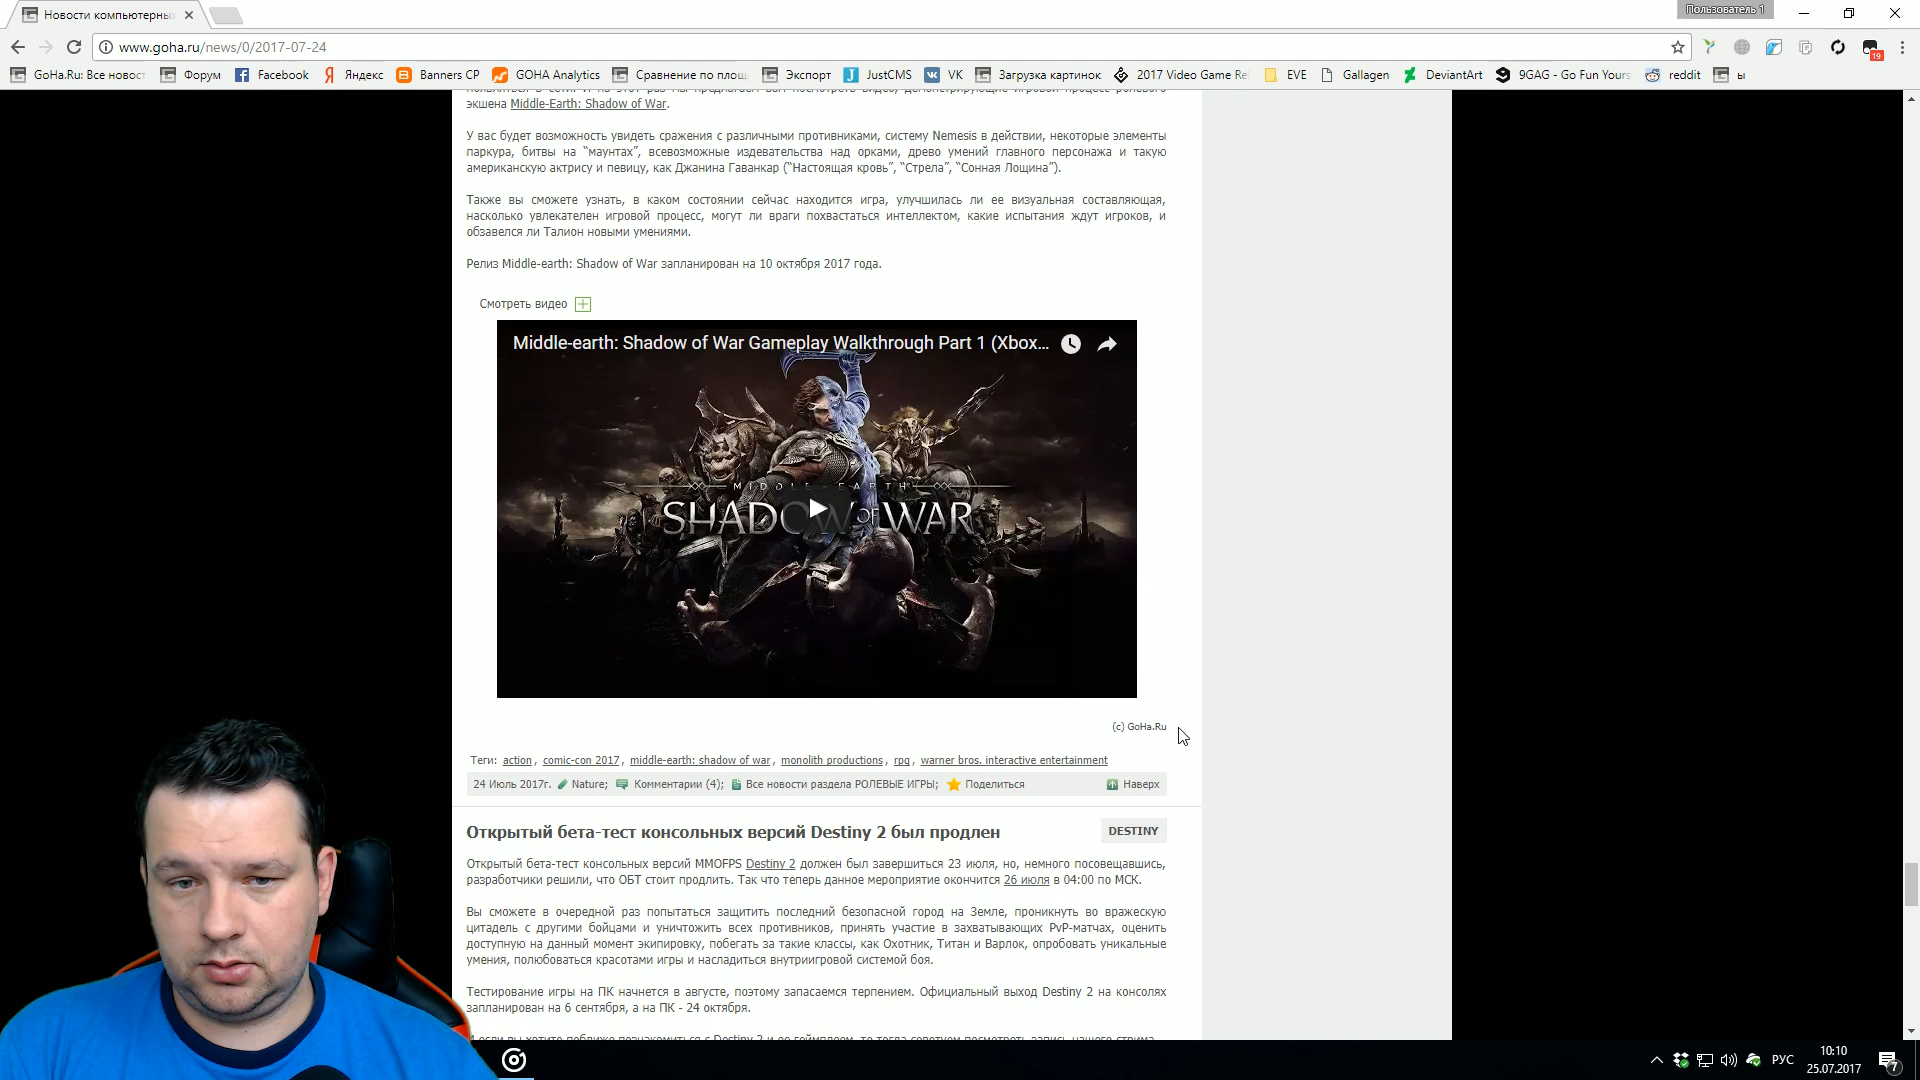 Новости компьютерны
Пользователь 1
www.goha.ru/news/0/2017-07-24
GoHa.Ru: Все новост Форум Facebook Яндекс Banners CP GOHA Analytics Сравнение по площ Экспорт JustCMS VK Загрузка картинок 2017 Video Game Rel EVE Gallagen DeviantArt 9GAG - Go Fun Yours reddit ы
19
экшена Middle-Earth: Shadow of War.
У вас будет возможность увидеть сражения с различными противниками, систему Nemesis в действии, некоторые элементы
паркура, битвы на “маунтах”, всевозможные издевательства над орками, древо умений главного персонажа и такую
американскую актрису и певицу, как Джанина Гаванкар (“Настоящая кровь”, “Стрела”, “Сонная Лощина”).
Также вы сможете узнать, в каком состоянии сейчас находится игра, улучшилась ли ее визуальная составляющая,
насколько увлекателен игровой процесс, могут ли враги похвастаться интеллектом, какие испытания ждут игроков, и
обзавелся ли Талион новыми умениями.
Релиз Middle-earth: Shadow of War запланирован на 10 октября 2017 года.
Смотреть видео
Middle-earth: Shadow of War Gameplay Walkthrough Part 1 (Xbox...
MIDDLE-EARTH
SHADOW OF WAR
(c) GoHa.Ru
Теги: action, comic-con 2017, middle-earth: shadow of war, monolith productions, rpg, warner bros. interactive entertainment
24 Июль 2017г. Nature; Комментарии (4); Все новости раздела РОЛЕВЫЕ ИГРЫ; Поделиться Наверх
Открытый бета-тест консольных версий Destiny 2 был продлен DESTINY
Открытый бета-тест консольных версий MMOFPS Destiny 2 должен был завершиться 23 июля, но, немного посовещавшись,
разработчики решили, что ОБТ стоит продлить. Так что теперь данное мероприятие окончится 26 июля в 04:00 по МСК.
Вы сможете в очередной раз попытаться защитить последний безопасной город на Земле, проникнуть во вражескую
цитадель с другими бойцами и уничтожить всех противников, принять участие в захватывающих PvP-матчах, оценить
доступную на данный момент экипировку, побегать за такие классы, как Охотник, Титан и Варлок, опробовать уникальные
умения, полюбоваться красотами игры и насладиться внутриигровой системой боя.
Тестирование игры на ПК начнется в августе, поэтому запасаемся терпением. Официальный выход Destiny 2 на консолях
запланирован на 6 сентября, а на ПК - 24 октября.
РУС
10:10
25.07.2017
7